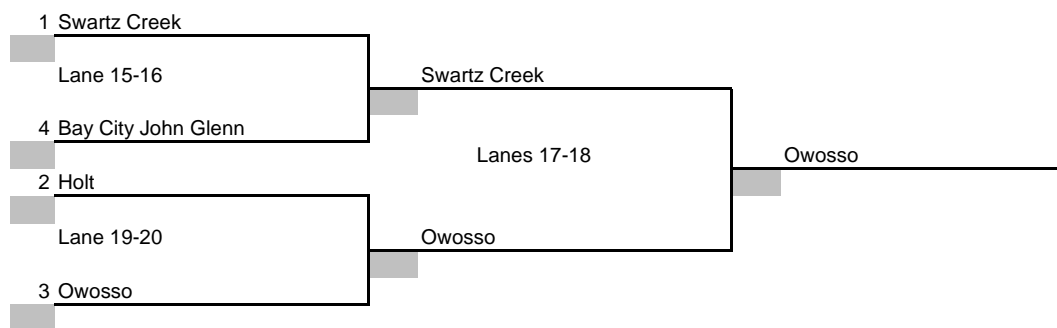 1 Swartz Creek
Lane 15-16
Swartz Creek
4 Bay City John Glenn
Lanes 17-18
Owosso
2 Holt
Lane 19-20
Owosso
3 Owosso